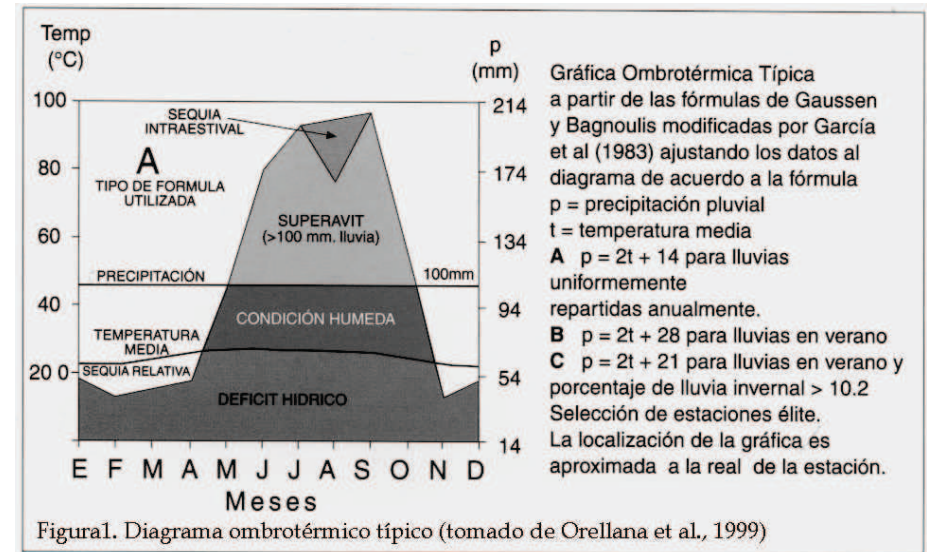 Temp
(°C)
p
(mm)
100
80
60
40
20 0
214
174
134
94
54
14
SEQUIA
INTRAESTIVAL
A
TIPO DE FORMULA
UTILIZADA
SUPERAVIT
(>100 mm. lluvia)
PRECIPITACIÓN
100mm
CONDICIÓN HUMEDA
TEMPERATURA
MEDIA
SEQUIA RELATIVA
DEFICIT HIDRICO
E F M A M J J A S O N D
Meses
Gráfica Ombrotérmica Típica
a partir de las fórmulas de Gaussen
y Bagnoulis modificadas por García
et al (1983) ajustando los datos al
diagrama de acuerdo a la fórmula
p = precipitación pluvial
t = temperatura media
A p = 2t + 14 para lluvias
uniformemente
repartidas anualmente.
B p = 2t + 28 para lluvias en verano
C p = 2t + 21 para lluvias en verano y
porcentaje de lluvia invernal > 10.2
Selección de estaciones élite.
La localización de la gráfica es
aproximada a la real de la estación.
Figura1. Diagrama ombrotérmico típico (tomado de Orellana et al., 1999)